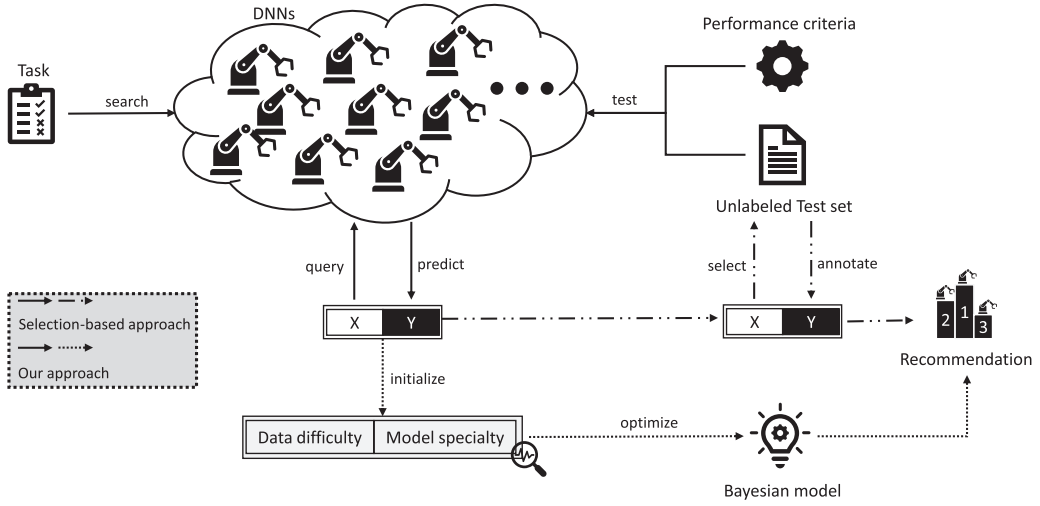 DNNs
Performance criteria
Task
search
test
Unlabeled Test set
query
predict
select
annotate
X Y
X Y
2 1 3
Selection-based approach
Our approach
Recommendation
initialize
Data difficulty Model specialty
optimize
Bayesian model